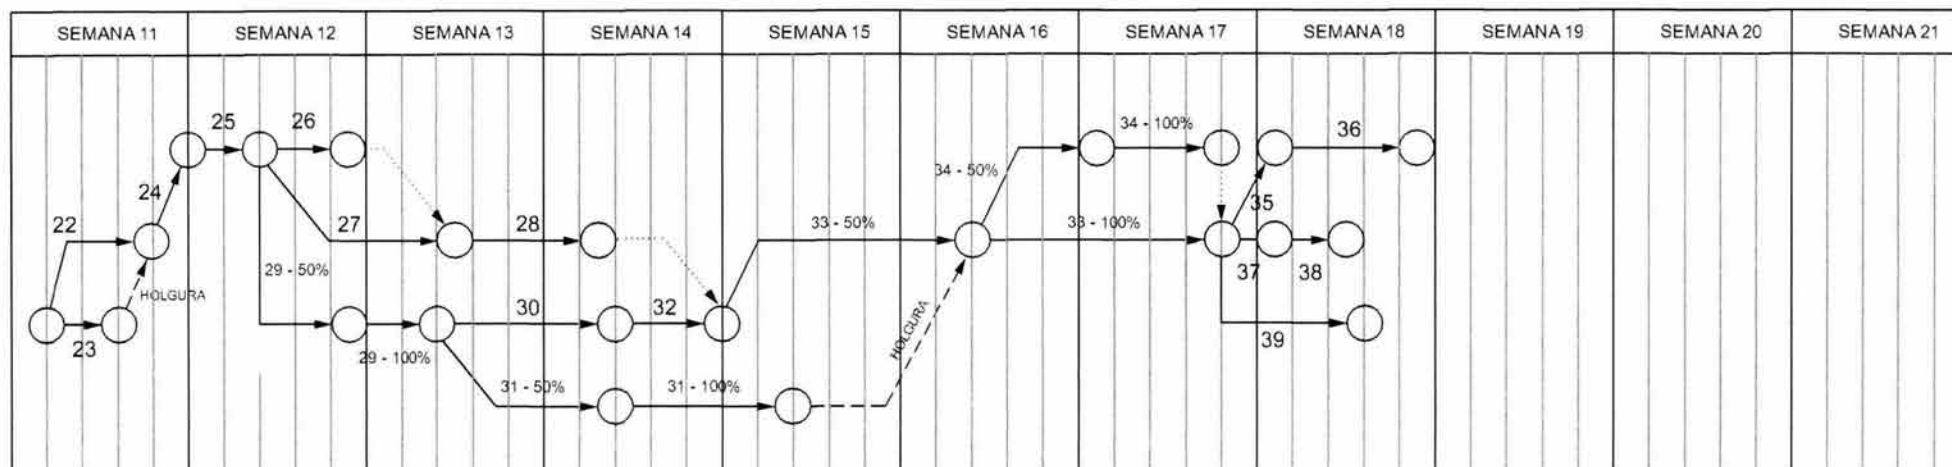 SEMANA 11 SEMANA 12 SEMANA 13 SEMANA 14 SEMANA 15 SEMANA 16 SEMANA 17 SEMANA 18 SEMANA 19 SEMANA 20 SEMANA 21
25 26 34 - 100% 36
34 - 50%
24 35
22 27 28 33 - 50% 33 - 100%
29 - 50% 37 38
HOLGURA
30 32
23 29 - 100% HOLGURA 39
31 - 50% 31 - 100%